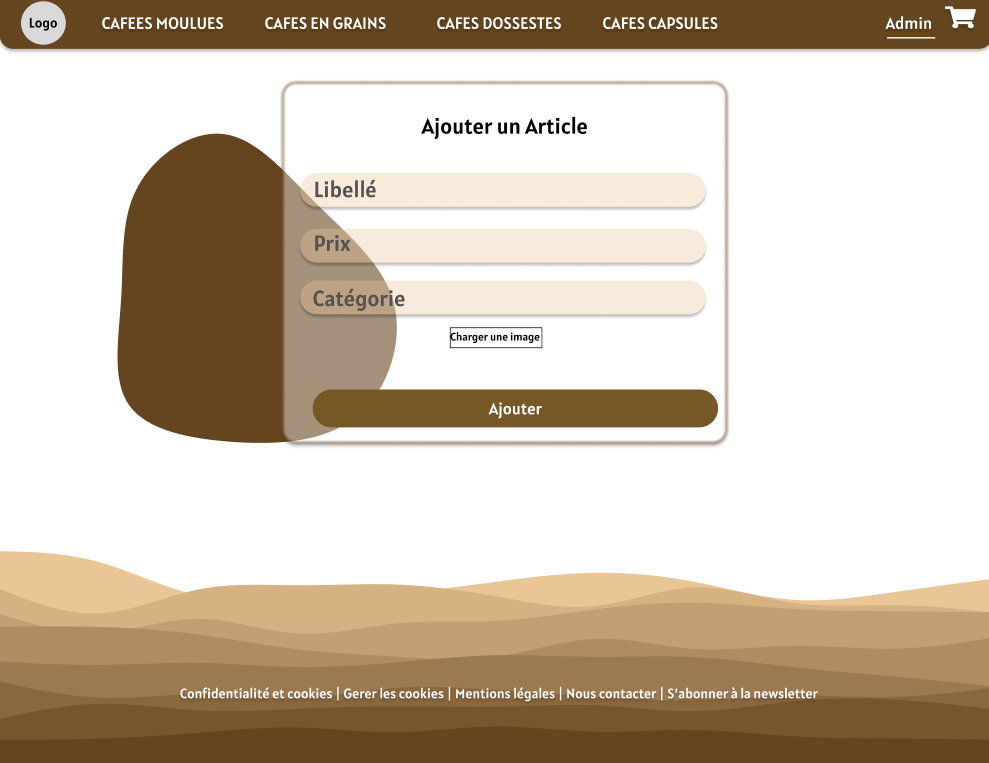 Logo CAFEES MOULUES CAFES EN GRAINS CAFES DOSSESTES CAFES CAPSULES Admin
Ajouter un Article
Libellé
Prix
Catégorie
Charger une image
Ajouter
Confidentialité et cookies | Gerer les cookies | Mentions légales | Nous contacter | S'abonner à la newsletter